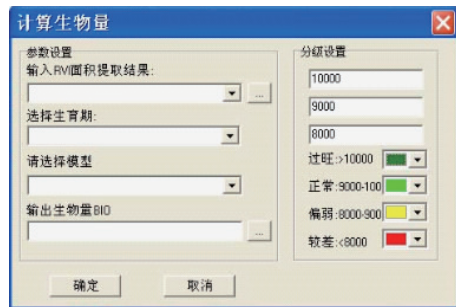 计算生物量
参数设置
输入RVI面积提取结果:
...
选择生育期:
请选择模型
输出生物量BIO
...
确定
取消
分级设置
10000
9000
8000
过旺:>10000
正常:9000-100
偏弱:8000-900
较差:<8000